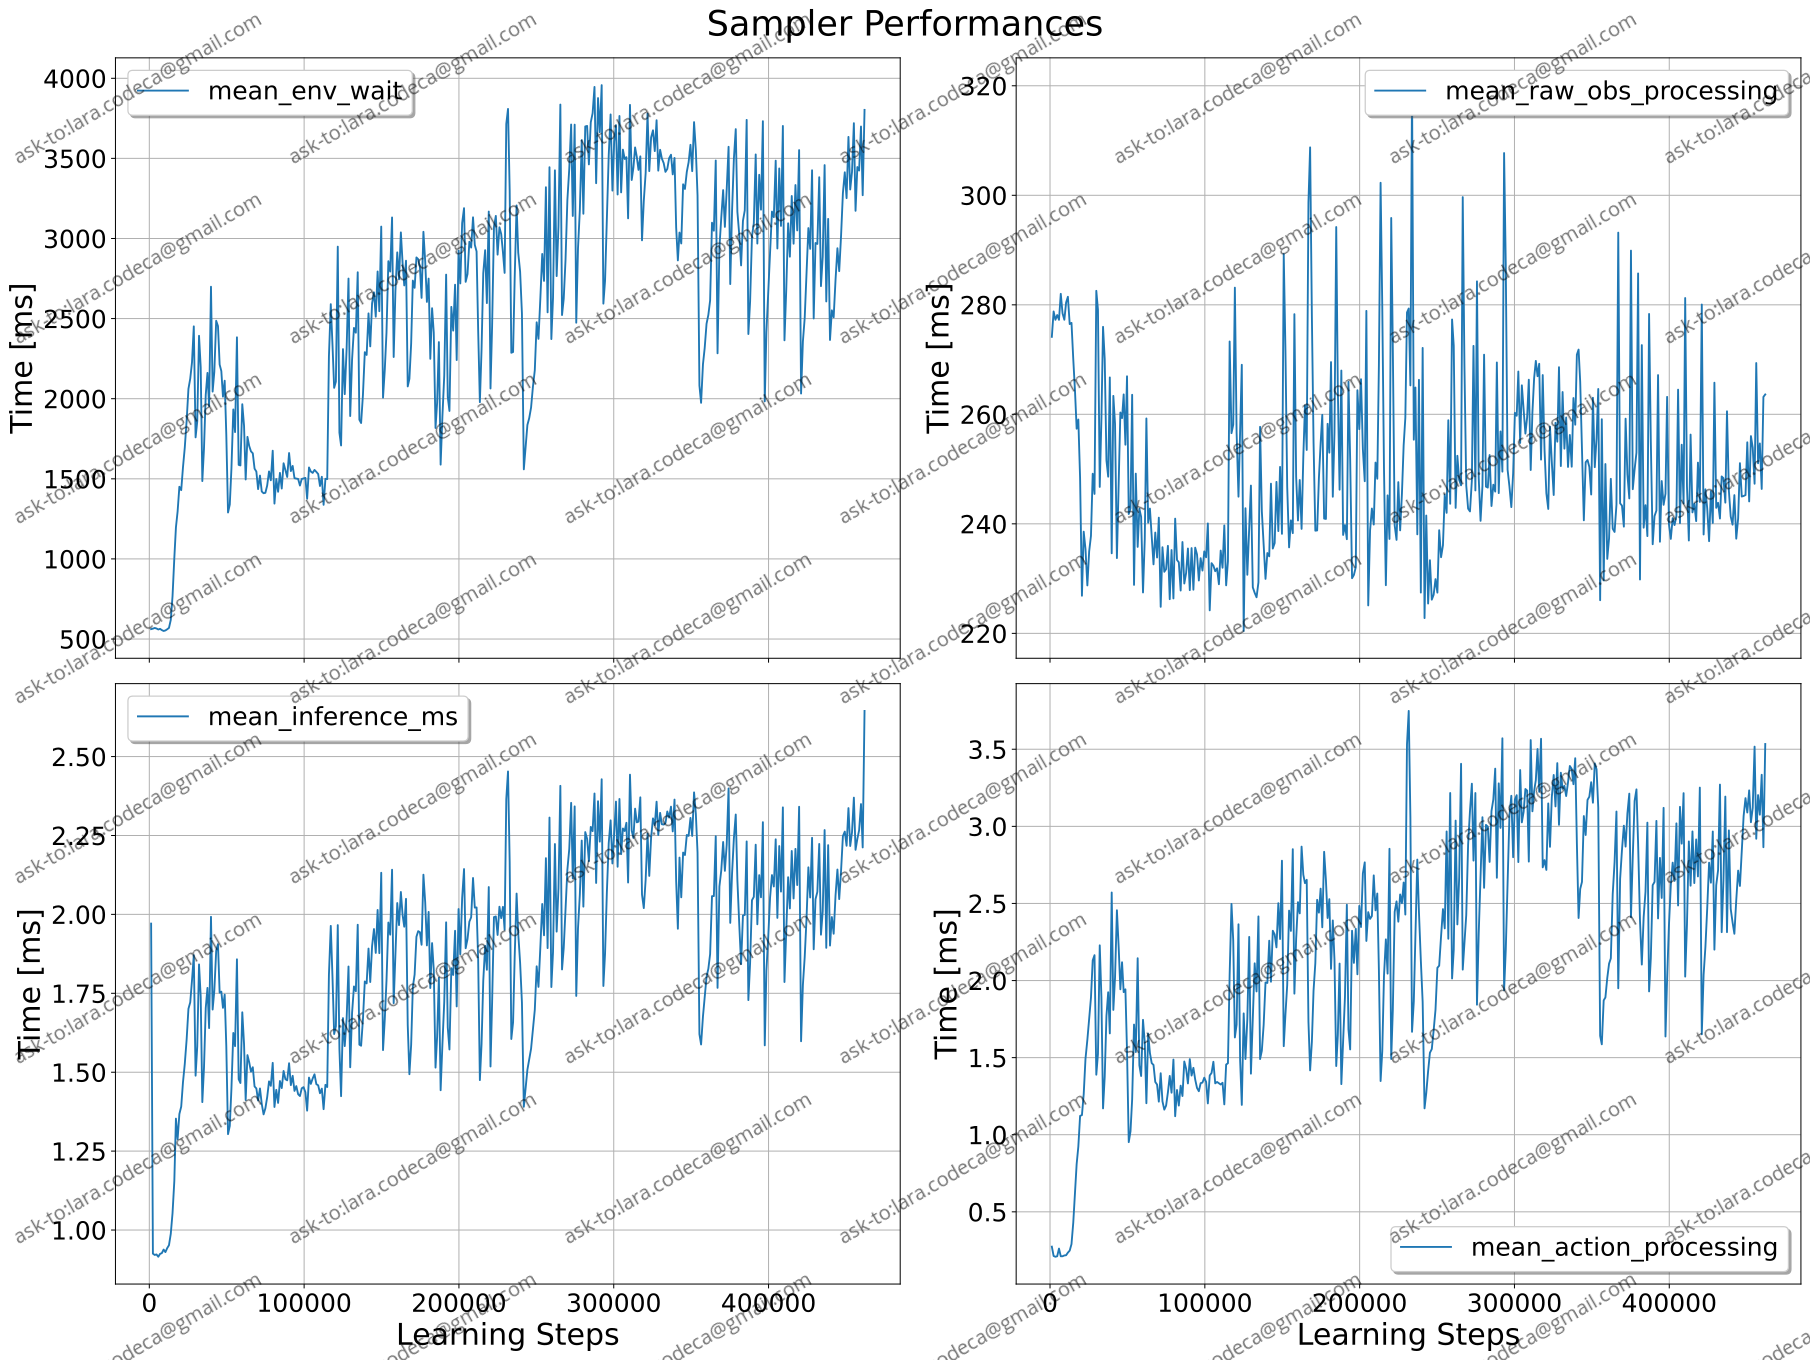 Sampler Performances
mean_env_wait
Time [ms]
4000
3500
3000
2500
2000
1500
1000
500
mean_raw_obs_processing
Time [ms]
320
300
280
260
240
220
mean_inference_ms
Time [ms]
2.50
2.25
2.00
1.75
1.50
1.25
1.00
0 100000 200000 300000 400000
Learning Steps
mean_action_processing
Time [ms]
3.5
3.0
2.5
2.0
1.5
1.0
0.5
0 100000 200000 300000 400000
Learning Steps
ask-to:lara.codeca@gmail.com